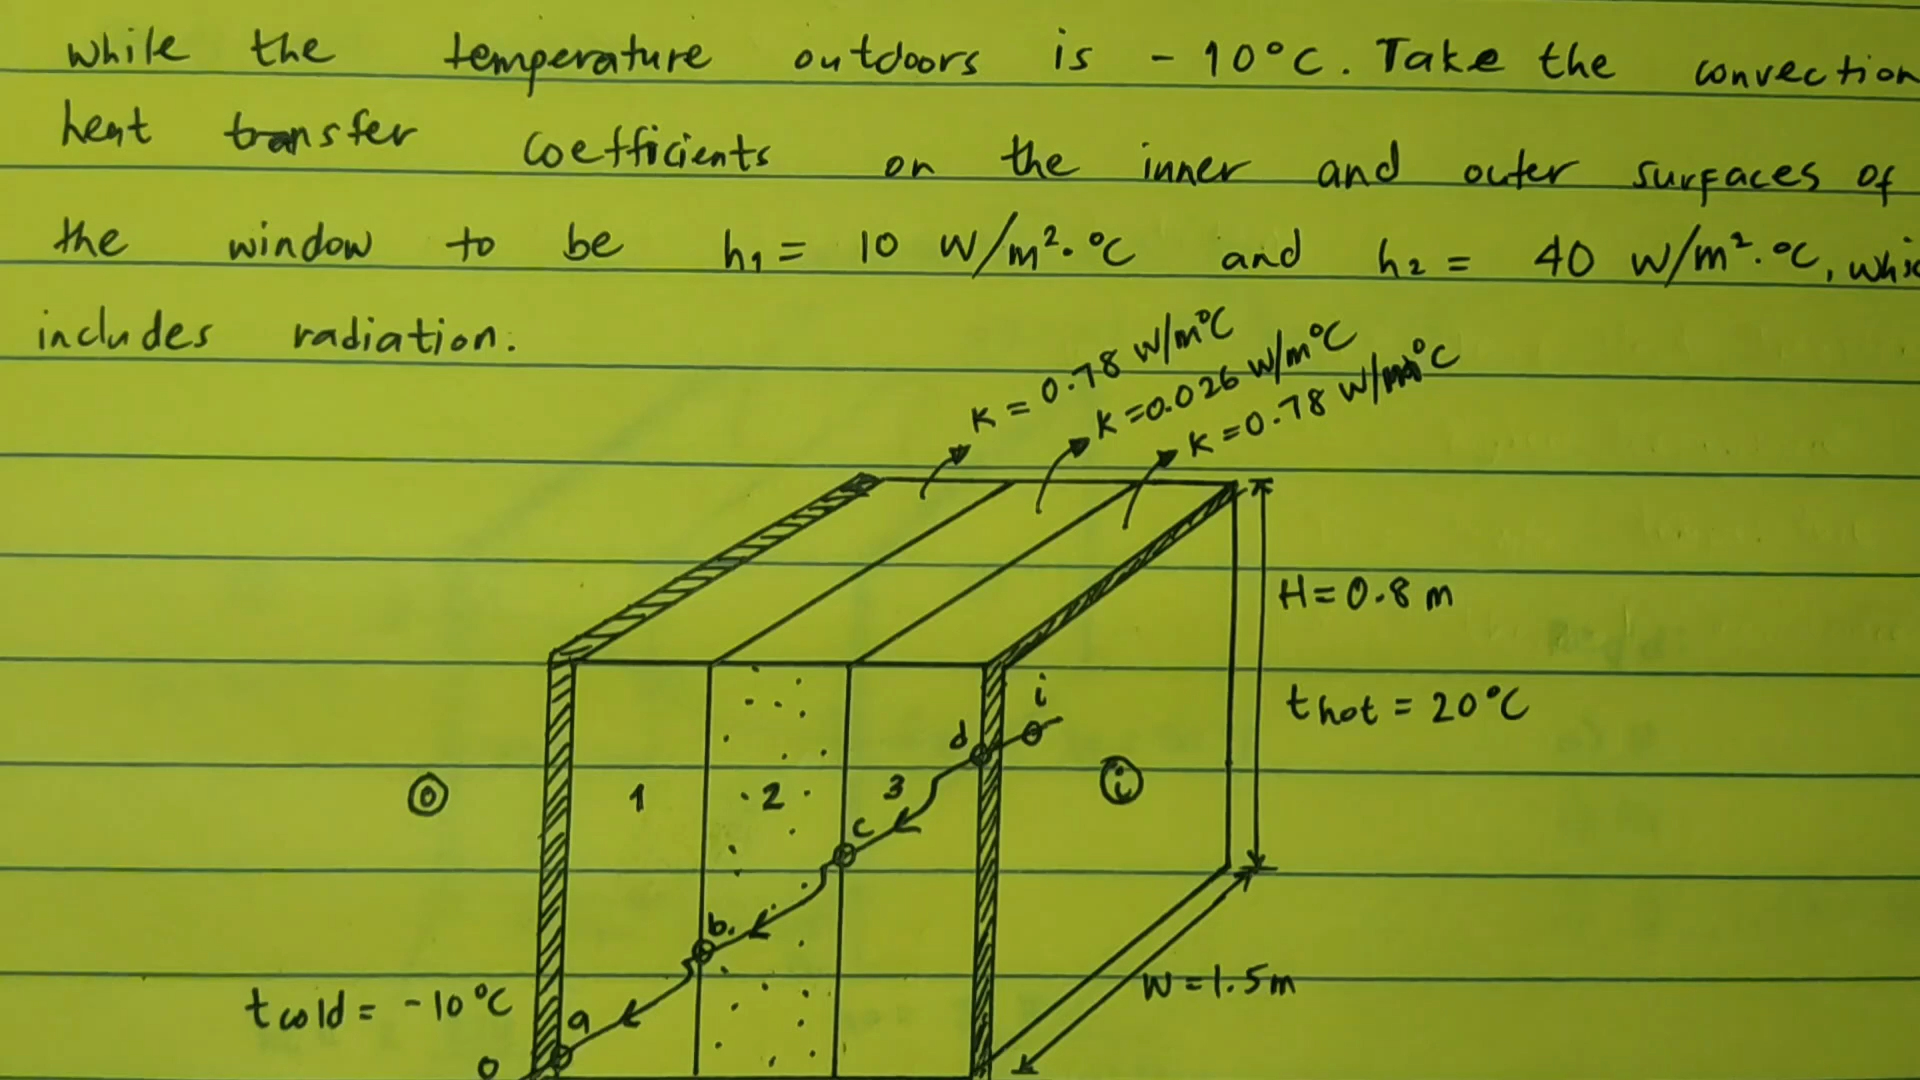 while the temperature outdoors is - 10°C. Take the convection
heat transfer coefficients on the inner and outer surfaces of
the window to be h₁ = 10 W/m².°C and h₂ = 40 W/m².°C, whic
includes radiation.
K = 0.78 W/m°C
K = 0.026 W/m°C
K = 0.78 W/m°C
H = 0.8 m
i
t hot = 20°C
d
o
1
2
3
i
c
b.
W = 1.5m
t cold = -10°C
a
o